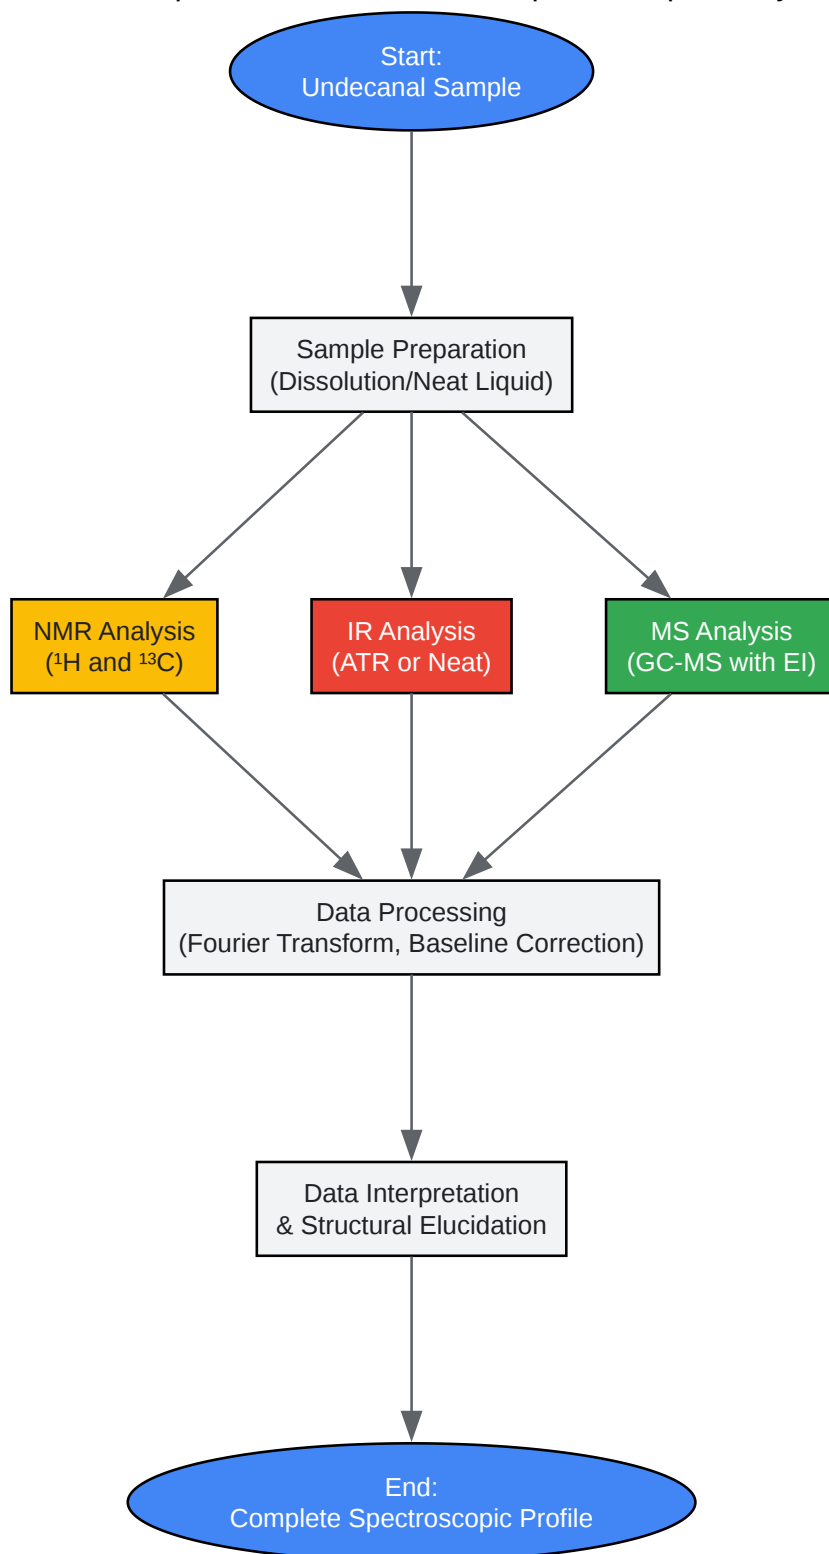 Start:
Undecanal Sample
Sample Preparation
(Dissolution/Neat Liquid)
NMR Analysis
(¹H and ¹³C)
IR Analysis
(ATR or Neat)
MS Analysis
(GC-MS with EI)
Data Processing
(Fourier Transform, Baseline Correction)
Data Interpretation
& Structural Elucidation
End:
Complete Spectroscopic Profile